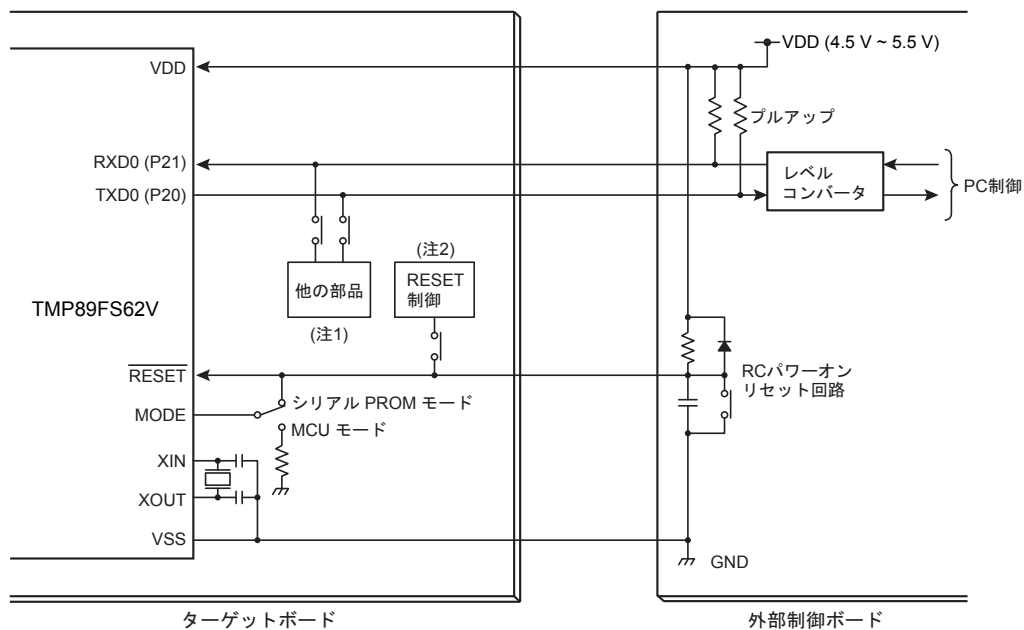 VDD (4.5 V ~ 5.5 V)
VDD
プルアップ
RXD0 (P21)
TXD0 (P20)
レベル
コンバータ
PC制御
(注2)
RESET
制御
他の部品
(注1)
TMP89FS62V
RESET
RCパワーオン
リセット回路
シリアル PROM モード
MODE
MCU モード
XIN
XOUT
VSS
GND
ターゲットボード
外部制御ボード